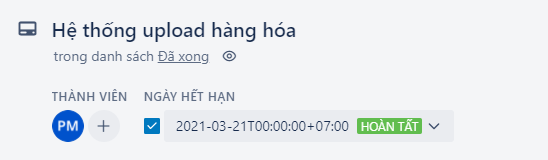 Hệ thống upload hàng hóa
trong danh sách Đã xong
THÀNH VIÊN NGÀY HẾT HẠN
PM + 2021-03-21T00:00:00+07:00 HOÀN TẤT